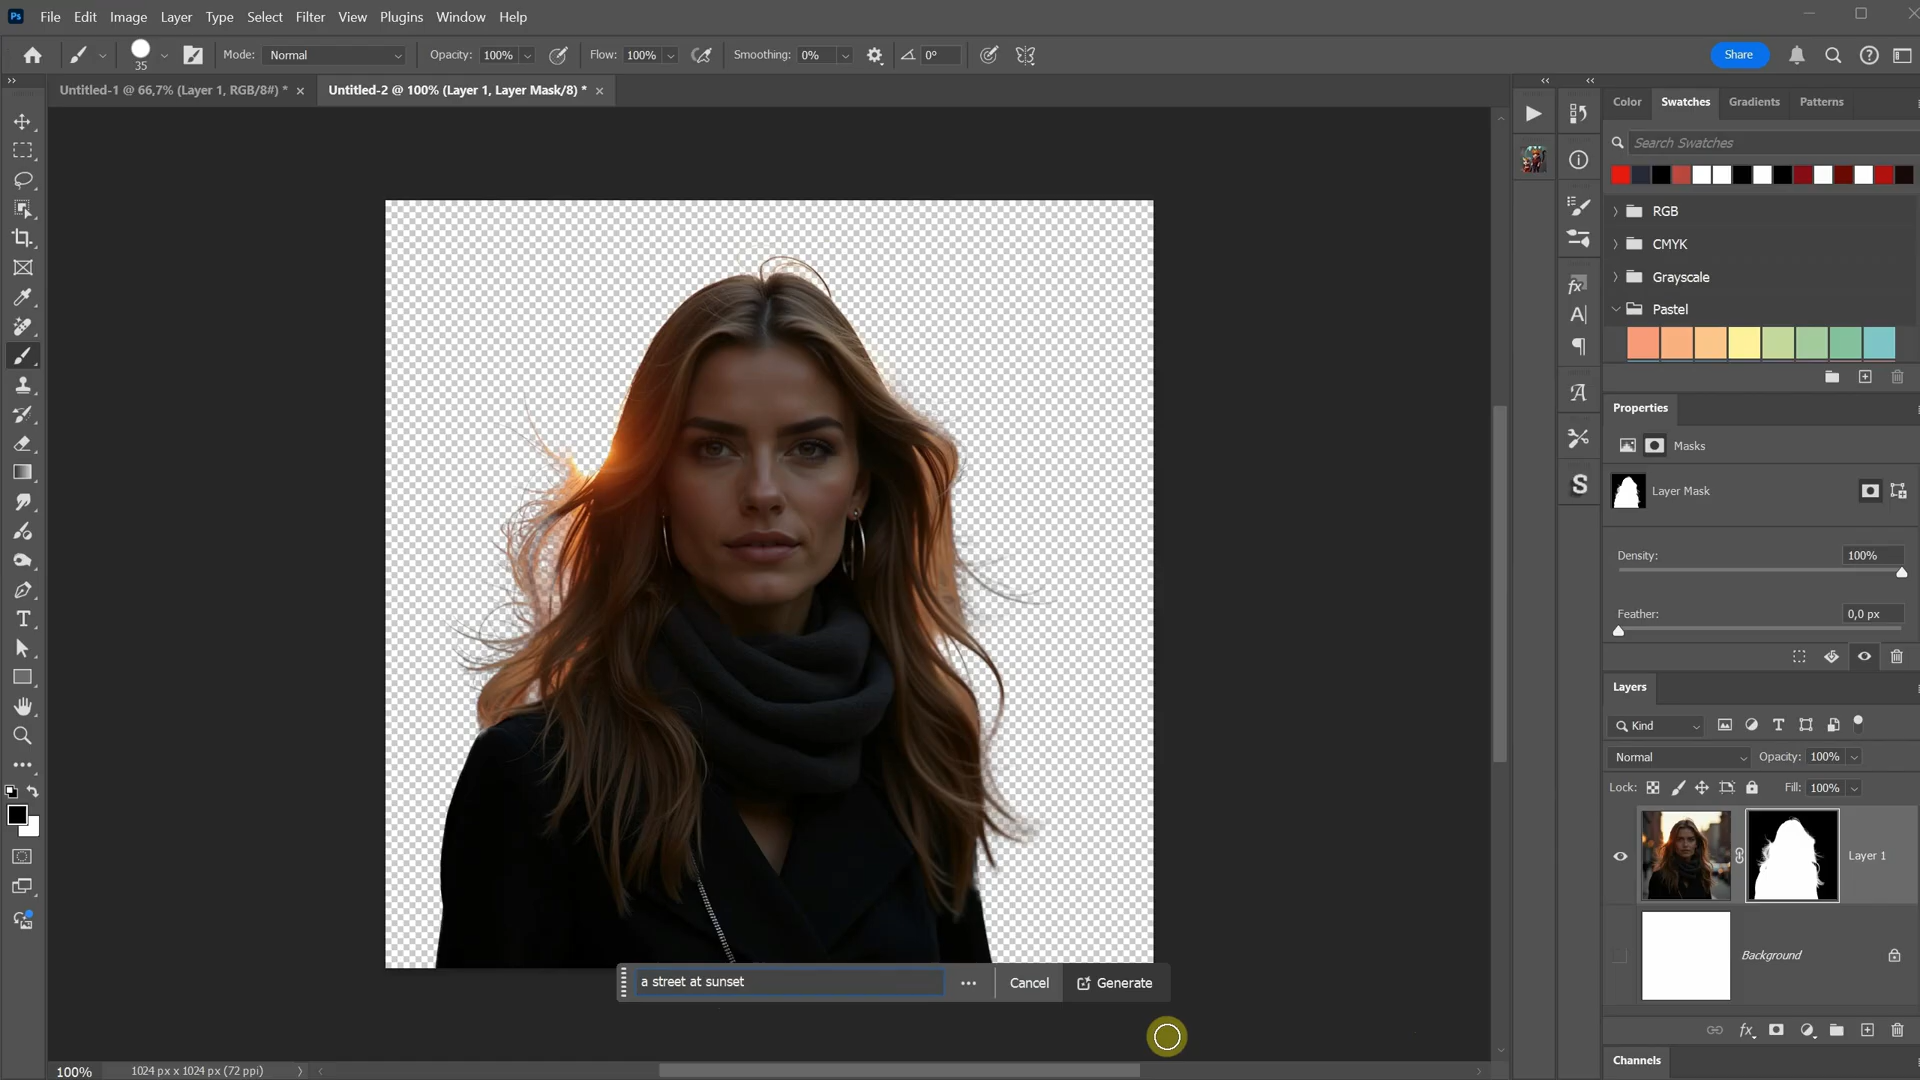 Ps File Edit Image Layer Type Select Filter View Plugins Window Help
35 Mode: Normal Opacity: 100% Flow: 100% Smoothing: 0% 0° Share
Untitled-1 @ 66,7% (Layer 1, RGB/8#) * Untitled-2 @ 100% (Layer 1, Layer Mask/8) *
Color Swatches Gradients Patterns
Search Swatches
RGB
CMYK
Grayscale
Pastel
Properties
Masks
Layer Mask
Density: 100%
Feather: 0,0 px
Layers
Kind
Normal Opacity: 100%
Lock: Fill: 100%
Layer 1
Background
a street at sunset Cancel Generate
Channels
100% 1024 px x 1024 px (72 ppi)